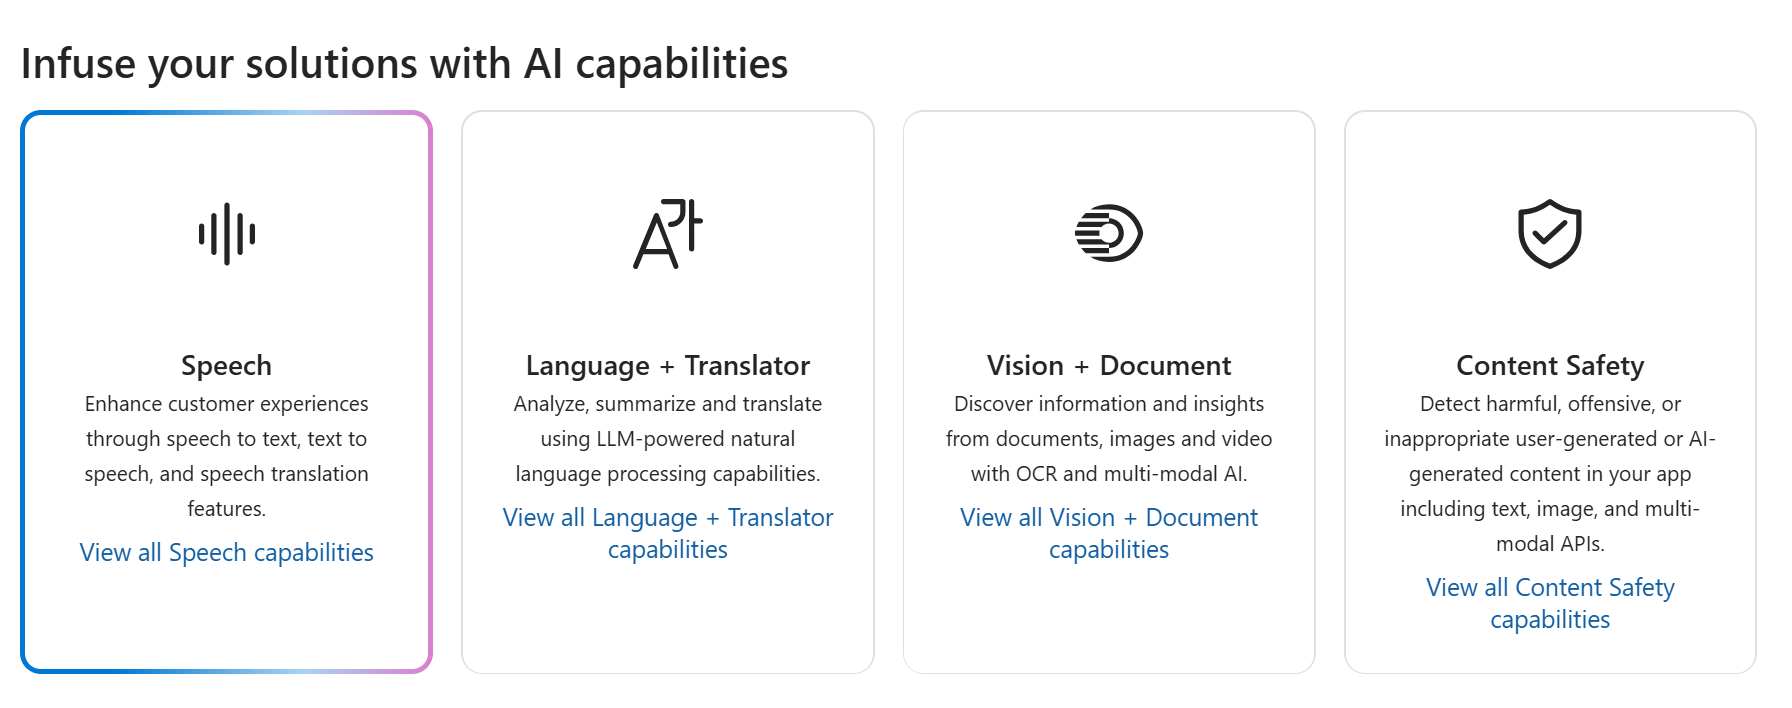 Infuse your solutions with AI capabilities
Speech
Enhance customer experiences
through speech to text, text to
speech, and speech translation
features.
View all Speech capabilities
Language + Translator
Analyze, summarize and translate
using LLM-powered natural
language processing capabilities.
View all Language + Translator
capabilities
Vision + Document
Discover information and insights
from documents, images and video
with OCR and multi-modal AI.
View all Vision + Document
capabilities
Content Safety
Detect harmful, offensive, or
inappropriate user-generated or AI-
generated content in your app
including text, image, and multi-
modal APIs.
View all Content Safety
capabilities